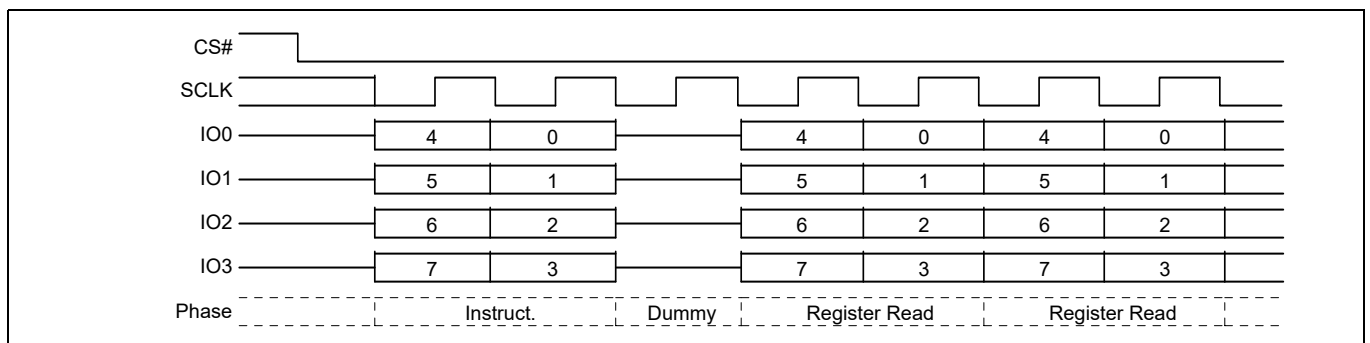 CS#
SCLK
IO0 4 0 4 0 4 0
IO1 5 1 5 1 5 1
IO2 6 2 6 2 6 2
IO3 7 3 7 3 7 3
Phase Instruct. Dummy Register Read Register Read